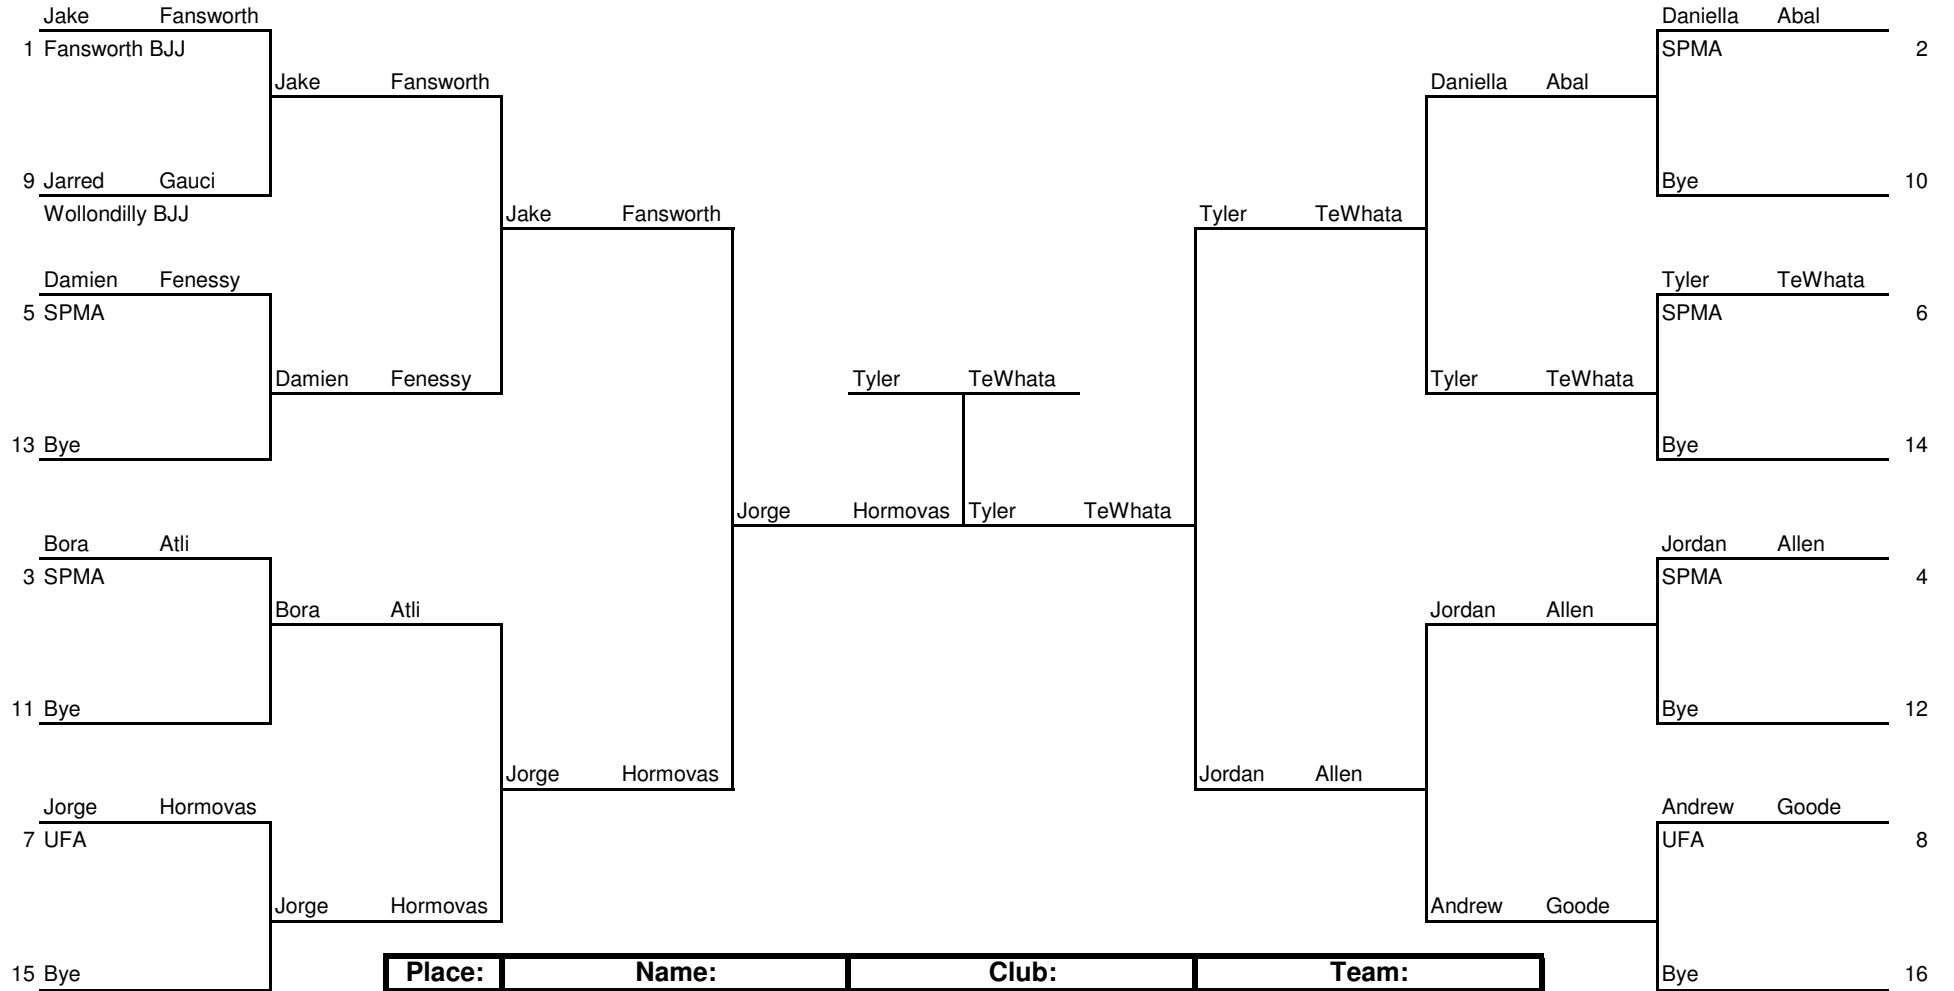 Jake Fansworth Daniella Abal
1 Fansworth BJJ SPMA 2
Jake Fansworth Daniella Abal
9 Jarred Gauci Bye 10
Wollondilly BJJ Jake Fansworth Tyler TeWhata
Damien Fenessy Tyler TeWhata
5 SPMA SPMA 6
Damien Fenessy Tyler TeWhata Tyler TeWhata
13 Bye Bye 14
Jorge Hormovas Tyler TeWhata
Bora Atli Jordan Allen
3 SPMA SPMA 4
Bora Atli Jordan Allen
11 Bye Bye 12
Jorge Hormovas Jordan Allen
Jorge Hormovas Andrew Goode
7 UFA UFA 8
Jorge Hormovas Andrew Goode
15 Bye Place: Name: Club: Team: Bye 16